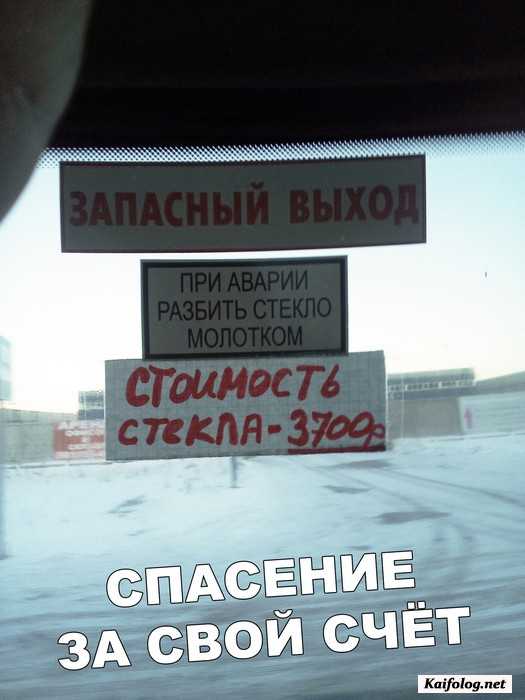 ЗАПАСНЫЙ ВЫХОД
ПРИ АВАРИИ
РАЗБИТЬ СТЕКЛО
МОЛОТКОМ
СТОИМОСТЬ
СТЕКЛА-3700р
СПАСЕНИЕ
ЗА СВОЙ СЧЁТ
Kaifolog.net